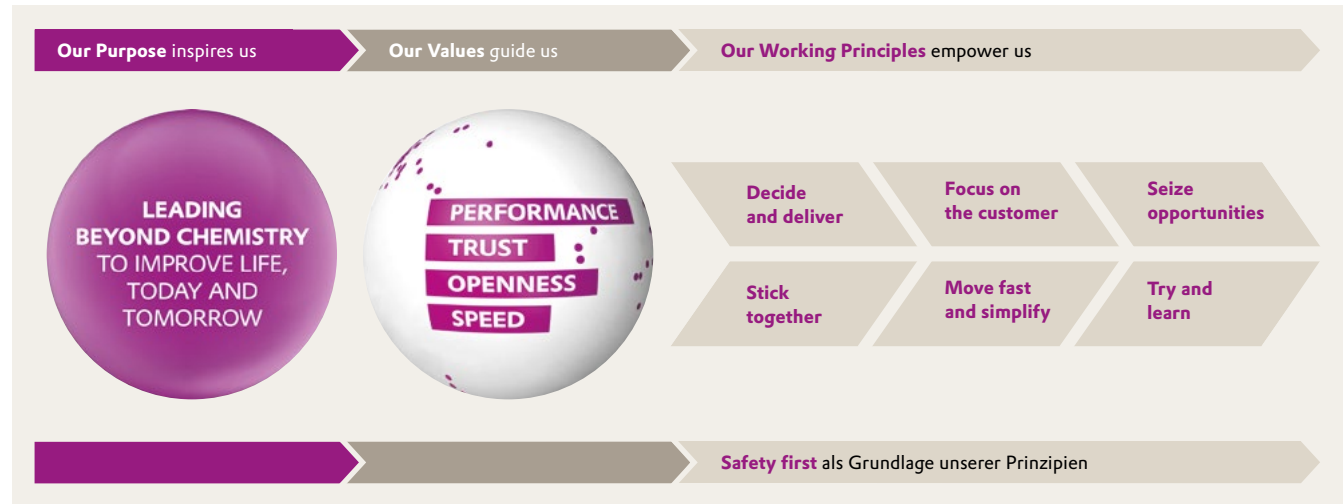 Our Purpose inspires us
Our Values guide us
Our Working Principles empower us
LEADING
BEYOND CHEMISTRY
TO IMPROVE LIFE,
TODAY AND
TOMORROW
PERFORMANCE
TRUST
OPENNESS
SPEED
Decide
and deliver
Focus on
the customer
Seize
opportunities
Stick
together
Move fast
and simplify
Try and
learn
Safety first als Grundlage unserer Prinzipien